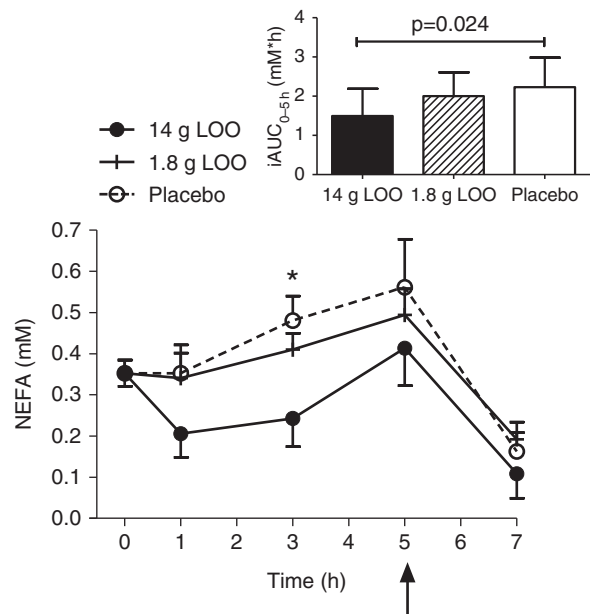 p=0.024
iAUC0–5 h (mM*h)
4
3
2
1
0
14 g LOO 1.8 g LOO Placebo
14 g LOO
1.8 g LOO
Placebo
NEFA (mM)
0.7
0.6
0.5
0.4
0.3
0.2
0.1
0.0
*
0 1 2 3 4 5 6 7
Time (h)